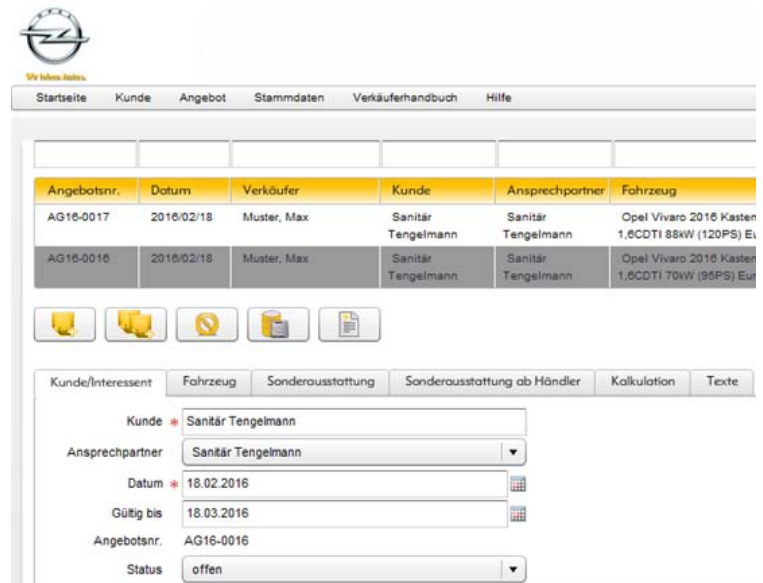 Wir leben Autos.
Startseite Kunde Angebot Stammdaten Verkäuferhandbuch Hilfe
Angebotsnr. Datum Verkäufer Kunde Ansprechpartner Fahrzeug
AG16-0017 2016/02/18 Muster, Max Sanitär Sanitär Opel Vivaro 2016 Kasten
Tengelmann Tengelmann 1,6CDTI 88kW (120PS) Eu
AG16-0016 2016/02/18 Muster, Max Sanitär Sanitär Opel Vivaro 2016 Kasten
Tengelmann Tengelmann 1,6CDTI 70kW (95PS) Eur
Kunde/Interessent Fahrzeug Sonderausstattung Sonderausstattung ab Händler Kalkulation Texte
Kunde * Sanitär Tengelmann
Ansprechpartner Sanitär Tengelmann
Datum * 18.02.2016
Gültig bis 18.03.2016
Angebotsnr. AG16-0016
Status offen